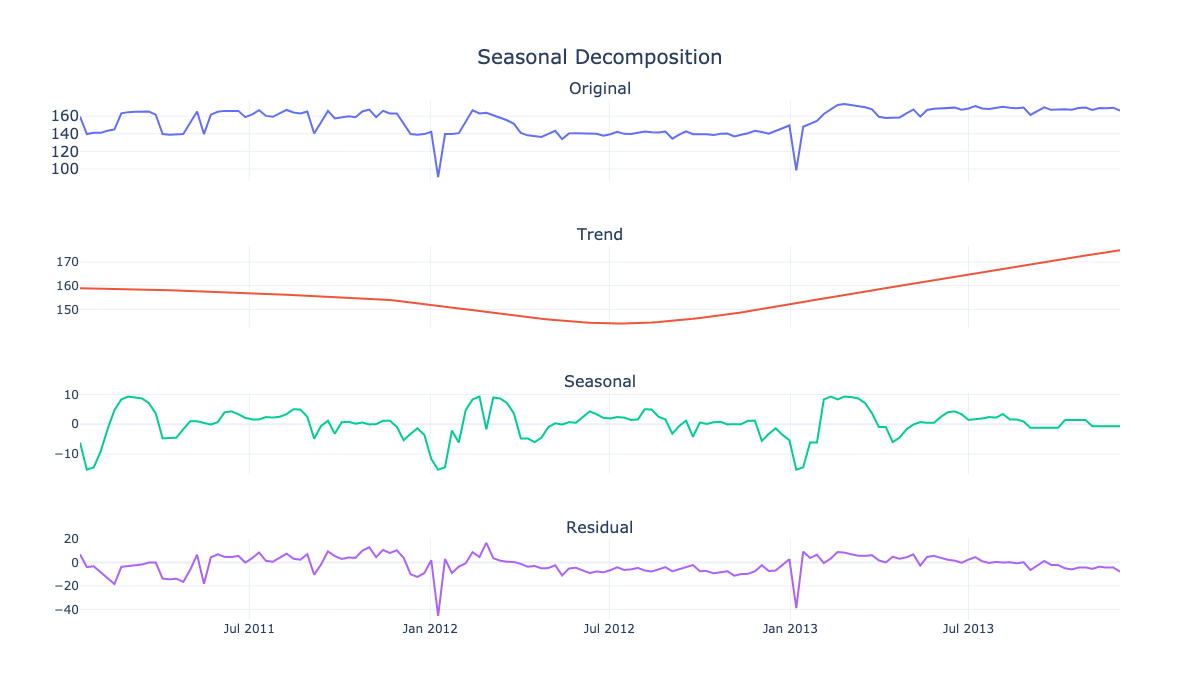 Seasonal Decomposition
Original
160
140
120
100
Trend
170
160
150
Seasonal
10
0
−10
Residual
20
0
−20
−40
Jul 2011 Jan 2012 Jul 2012 Jan 2013 Jul 2013